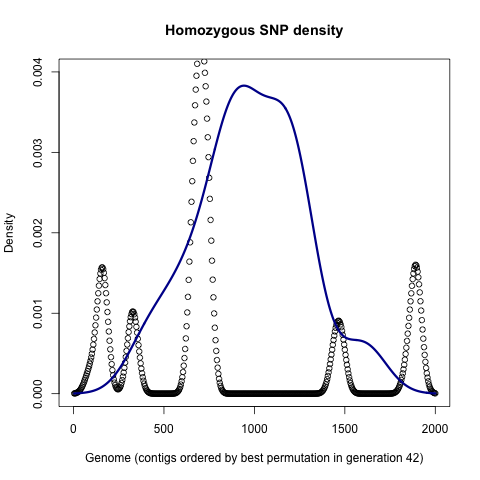 Homozygous SNP density
Density
0.004
0.003
0.002
0.001
0.000
0 500 1000 1500 2000
Genome (contigs ordered by best permutation in generation 42)